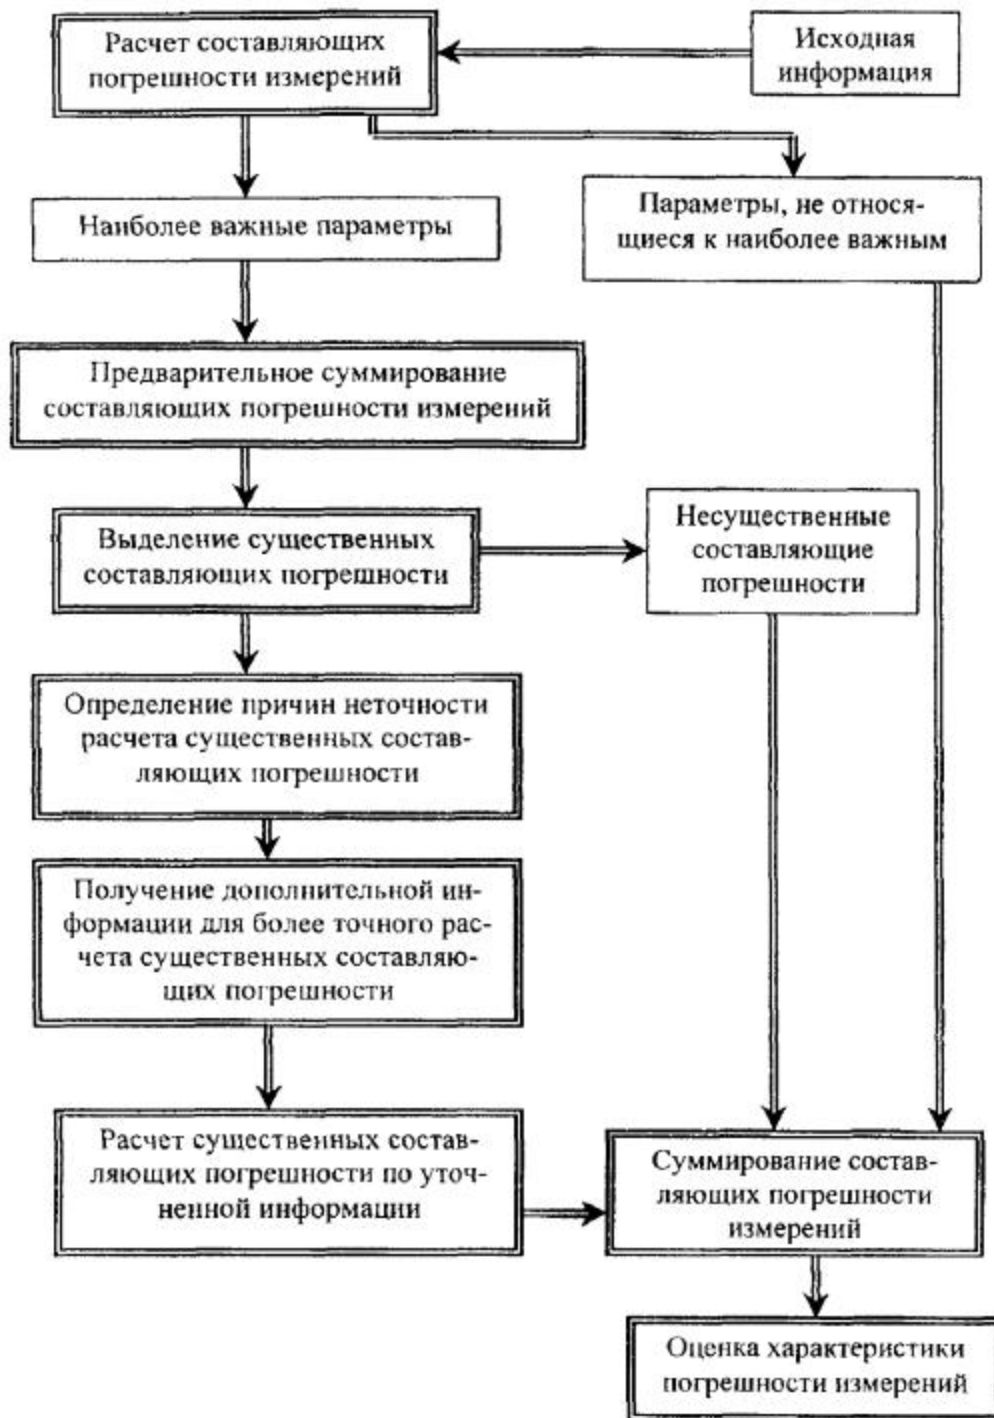 Расчет составляющих
погрешности измерений
Исходная
информация
Наиболее важные параметры
Параметры, не относя-
щиеся к наиболее важным
Предварительное суммирование
составляющих погрешности измерений
Выделение существенных
составляющих погрешности
Несущественные
составляющие
погрешности
Определение причин неточности
расчета существенных состав-
ляющих погрешности
Получение дополнительной ин-
формации для более точного рас-
чета существенных составляю-
щих погрешности
Расчет существенных состав-
ляющих погрешности по уточ-
ненной информации
Суммирование состав-
ляющих погрешности
измерений
Оценка характеристики
погрешности измерений